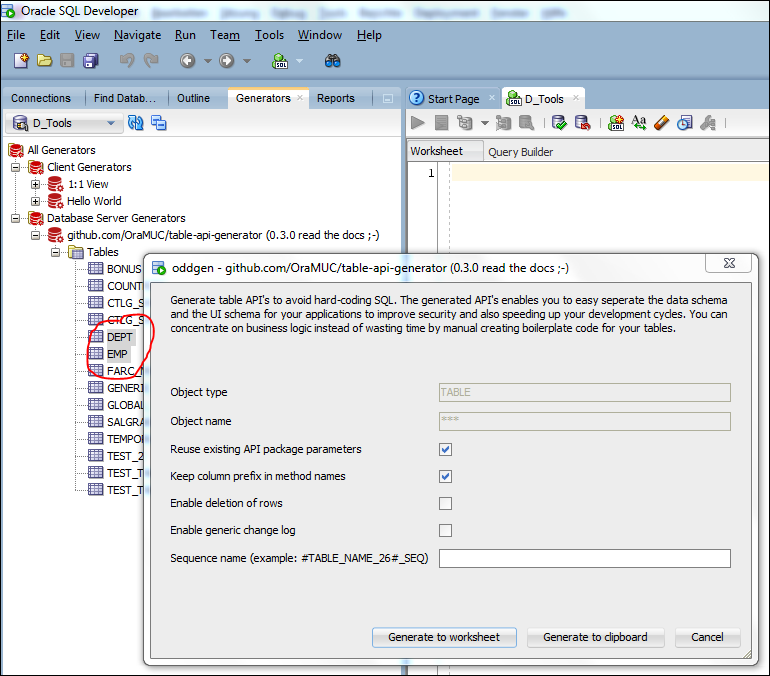 Oracle SQL Developer
File Edit View Navigate Run Team Tools Window Help
Connections Find Datab... Outline Generators Reports
Start Page D_Tools
D_Tools
Worksheet Query Builder
1
All Generators
Client Generators
1:1 View
Hello World
Database Server Generators
github.com/OraMUC/table-api-generator (0.3.0 read the docs ;-)
Tables
BONUS
COUNT
CTLG_S
CTLG_S
DEPT
EMP
FARC_
GENERI
GLOBAL
SALGRA
TEMPO
TEST_2
TEST_T
TEST_T
oddgen - github.com/OraMUC/table-api-generator (0.3.0 read the docs ;-)
Generate table API's to avoid hard-coding SQL. The generated API's enables you to easy seperate the data schema
and the UI schema for your applications to improve security and also speeding up your development cycles. You can
concentrate on business logic instead of wasting time by manual creating boilerplate code for your tables.
Object type TABLE
Object name ***
Reuse existing API package parameters
Keep column prefix in method names
Enable deletion of rows
Enable generic change log
Sequence name (example: #TABLE_NAME_26#_SEQ)
Generate to worksheet Generate to clipboard Cancel